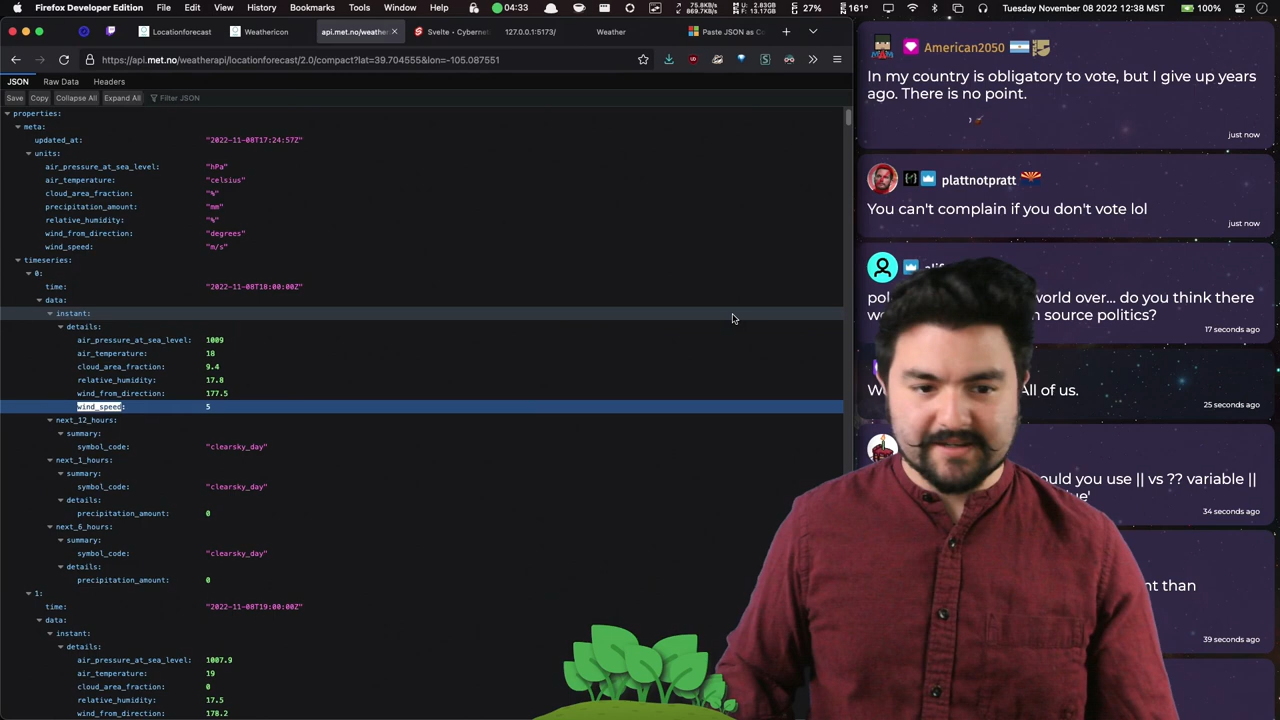 Firefox Developer Edition File Edit View History Bookmarks Tools Window Help 04:33 75.8KB/s 869.7KB/s U: 2.83GB F: 13.17GB 27% 161° Tuesday November 08 2022 12:38 MST 100%
Locationforecast Weathericon api.met.no/weather Svelte - Cybernet 127.0.0.1:5173/ Weather Paste JSON as Co
https://api.met.no/weatherapi/locationforecast/2.0/compact?lat=39.704555&lon=-105.087551
JSON Raw Data Headers
Save Copy Collapse All Expand All Filter JSON
properties:
meta:
updated_at: "2022-11-08T17:24:57Z"
units:
air_pressure_at_sea_level: "hPa"
air_temperature: "celsius"
cloud_area_fraction: "%"
precipitation_amount: "mm"
relative_humidity: "%"
wind_from_direction: "degrees"
wind_speed: "m/s"
timeseries:
0:
time: "2022-11-08T18:00:00Z"
data:
instant:
details:
air_pressure_at_sea_level: 1009
air_temperature: 18
cloud_area_fraction: 9.4
relative_humidity: 17.8
wind_from_direction: 177.5
wind_speed: 5
next_12_hours:
summary:
symbol_code: "clearsky_day"
next_1_hours:
summary:
symbol_code: "clearsky_day"
details:
precipitation_amount: 0
next_6_hours:
summary:
symbol_code: "clearsky_day"
details:
precipitation_amount: 0
1:
time: "2022-11-08T19:00:00Z"
data:
instant:
details:
air_pressure_at_sea_level: 1007.9
air_temperature: 19
cloud_area_fraction: 0
relative_humidity: 17.5
wind_from_direction: 178.2
American2050
In my country is obligatory to vote, but I give up years
ago. There is no point.
just now
plattnotpratt
You can't complain if you don't vote lol
just now
world over... do you think there
source politics?
17 seconds ago
All of us.
25 seconds ago
would you use || vs ?? variable ||
34 seconds ago
than
39 seconds ago